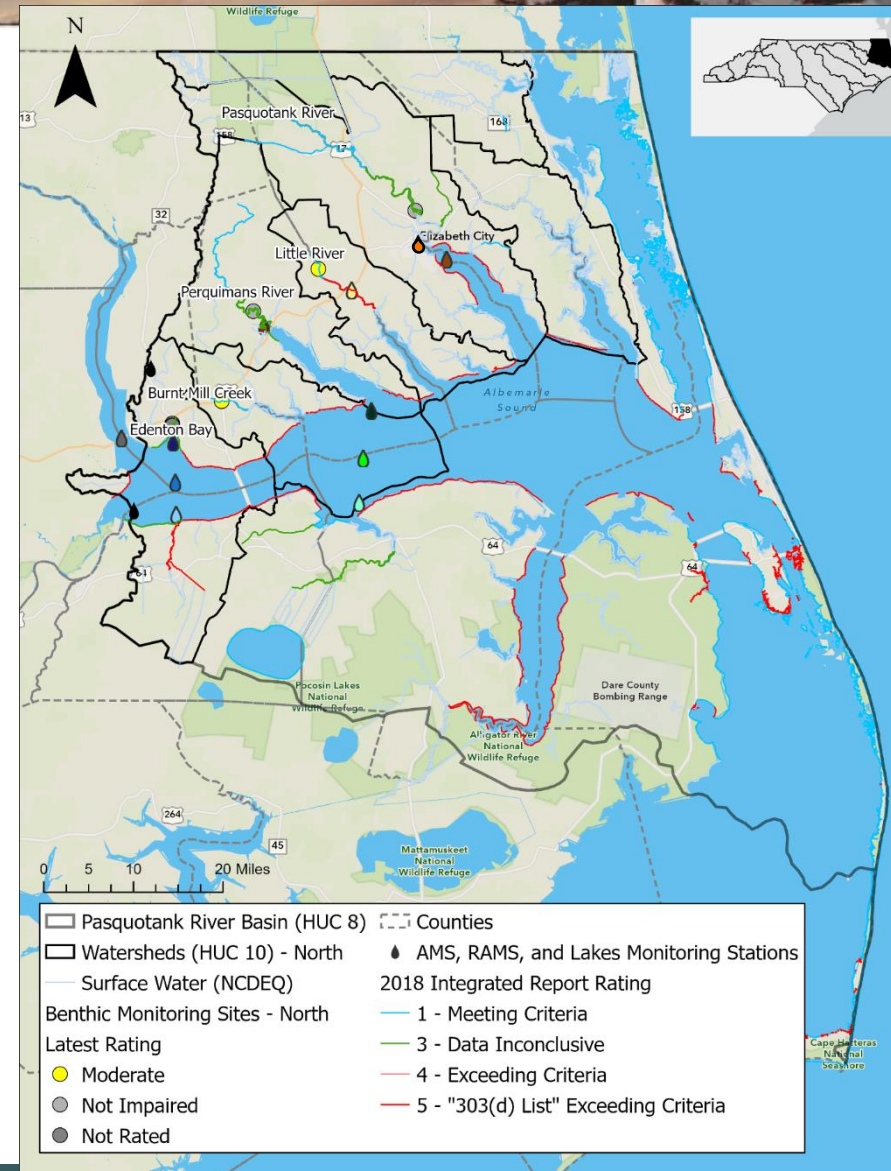 Wildlife Refuge
N
13
Pasquotank River
158
17
168
32
Elizabeth City
Little River
Perquimans River
Burnt Mill Creek
Edenton Bay
Albemarle
Sound
158
64
64
64
Pocosin Lakes
National
Wildlife Refuge
Dare County
Bombing Range
Alligator River
National
Wildlife Refuge
264
45
Mattamuskeet
National
Wildlife Refuge
0 5 10 20 Miles
Pasquotank River Basin (HUC 8)
Watersheds (HUC 10) - North
Surface Water (NCDEQ)
Benthic Monitoring Sites - North
Latest Rating
Moderate
Not Impaired
Not Rated
Counties
AMS, RAMS, and Lakes Monitoring Stations
2018 Integrated Report Rating
1 - Meeting Criteria
3 - Data Inconclusive
4 - Exceeding Criteria
5 - "303(d) List" Exceeding Criteria
Cape Hatteras
National
Seashore